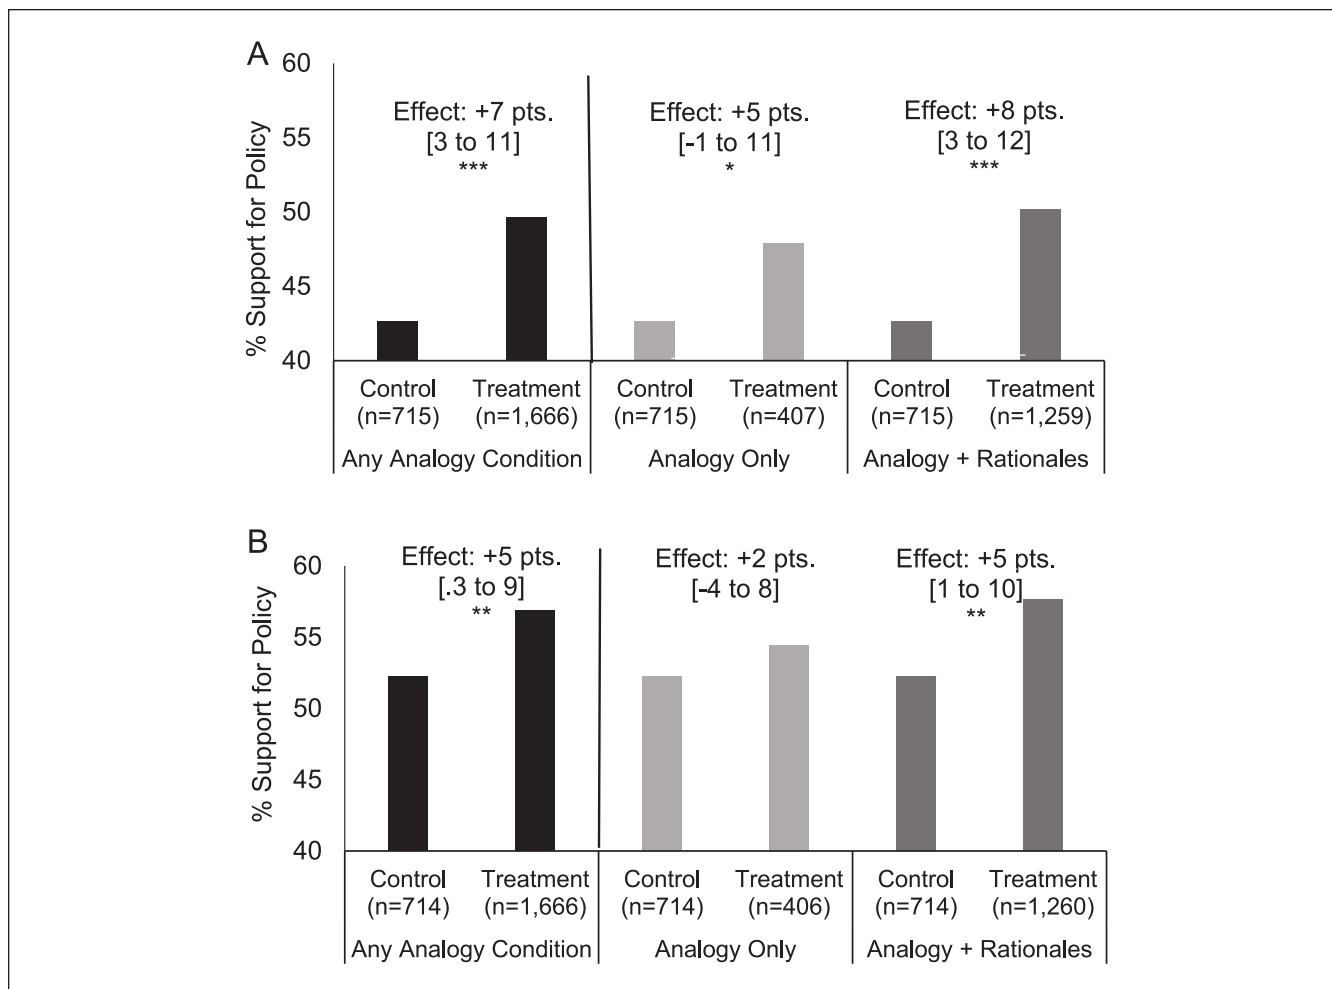 A
60
55
50
45
40
% Support for Policy
Effect: +7 pts.
[3 to 11]
***
Effect: +5 pts.
[-1 to 11]
*
Effect: +8 pts.
[3 to 12]
***
Control
(n=715)
Treatment
(n=1,666)
Control
(n=715)
Treatment
(n=407)
Control
(n=715)
Treatment
(n=1,259)
Any Analogy Condition
Analogy Only
Analogy + Rationales
B
60
55
50
45
40
% Support for Policy
Effect: +5 pts.
[.3 to 9]
**
Effect: +2 pts.
[-4 to 8]
Effect: +5 pts.
[1 to 10]
**
Control
(n=714)
Treatment
(n=1,666)
Control
(n=714)
Treatment
(n=406)
Control
(n=714)
Treatment
(n=1,260)
Any Analogy Condition
Analogy Only
Analogy + Rationales